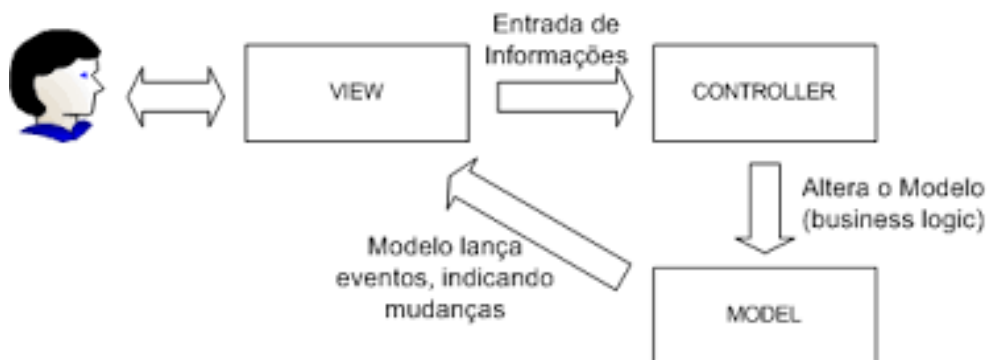 Entrada de
Informações
VIEW
CONTROLLER
Altera o Modelo
(business logic)
Modelo lança
eventos, indicando
mudanças
MODEL